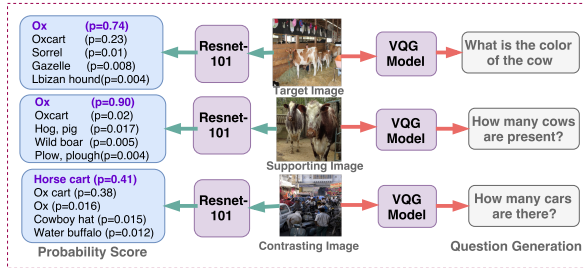 Ox (p=0.74)
Oxcart (p=0.23)
Sorrel (p=0.01)
Gazelle (p=0.008)
Lbizan hound(p=0.004)
Resnet-
101
Target Image
VQG
Model
What is the color
of the cow
Ox (p=0.90)
Oxcart (p=0.02)
Hog, pig (p=0.017)
Wild boar (p=0.005)
Plow, plough(p=0.004)
Resnet-
101
Supporting Image
VQG
Model
How many cows
are present?
Horse cart (p=0.41)
Ox cart (p=0.38)
Ox (p=0.016)
Cowboy hat (p=0.015)
Water buffalo (p=0.012)
Resnet-
101
Contrasting Image
VQG
Model
How many cars
are there?
Probability Score
Question Generation